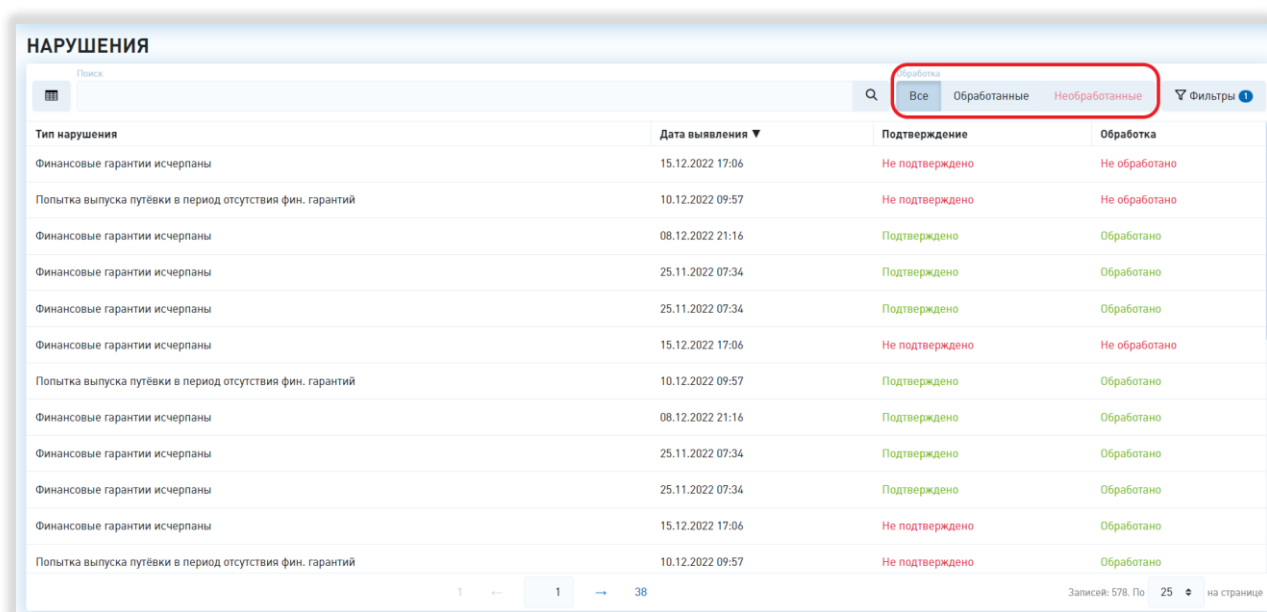 НАРУШЕНИЯ
Поиск Обработка
Все Обработанные Необработанные Фильтры 1
Тип нарушения Дата выявления ▼ Подтверждение Обработка
Финансовые гарантии исчерпаны 15.12.2022 17:06 Не подтверждено Не обработано
Попытка выпуска путёвки в период отсутствия фин. гарантий 10.12.2022 09:57 Не подтверждено Не обработано
Финансовые гарантии исчерпаны 08.12.2022 21:16 Подтверждено Обработано
Финансовые гарантии исчерпаны 25.11.2022 07:34 Подтверждено Обработано
Финансовые гарантии исчерпаны 25.11.2022 07:34 Подтверждено Обработано
Финансовые гарантии исчерпаны 15.12.2022 17:06 Не подтверждено Не обработано
Попытка выпуска путёвки в период отсутствия фин. гарантий 10.12.2022 09:57 Подтверждено Обработано
Финансовые гарантии исчерпаны 08.12.2022 21:16 Подтверждено Обработано
Финансовые гарантии исчерпаны 25.11.2022 07:34 Подтверждено Обработано
Финансовые гарантии исчерпаны 25.11.2022 07:34 Подтверждено Обработано
Финансовые гарантии исчерпаны 15.12.2022 17:06 Не подтверждено Обработано
Попытка выпуска путёвки в период отсутствия фин. гарантий 10.12.2022 09:57 Не подтверждено Обработано
1 ← 1 → 38 Записей: 578. По 25 на странице